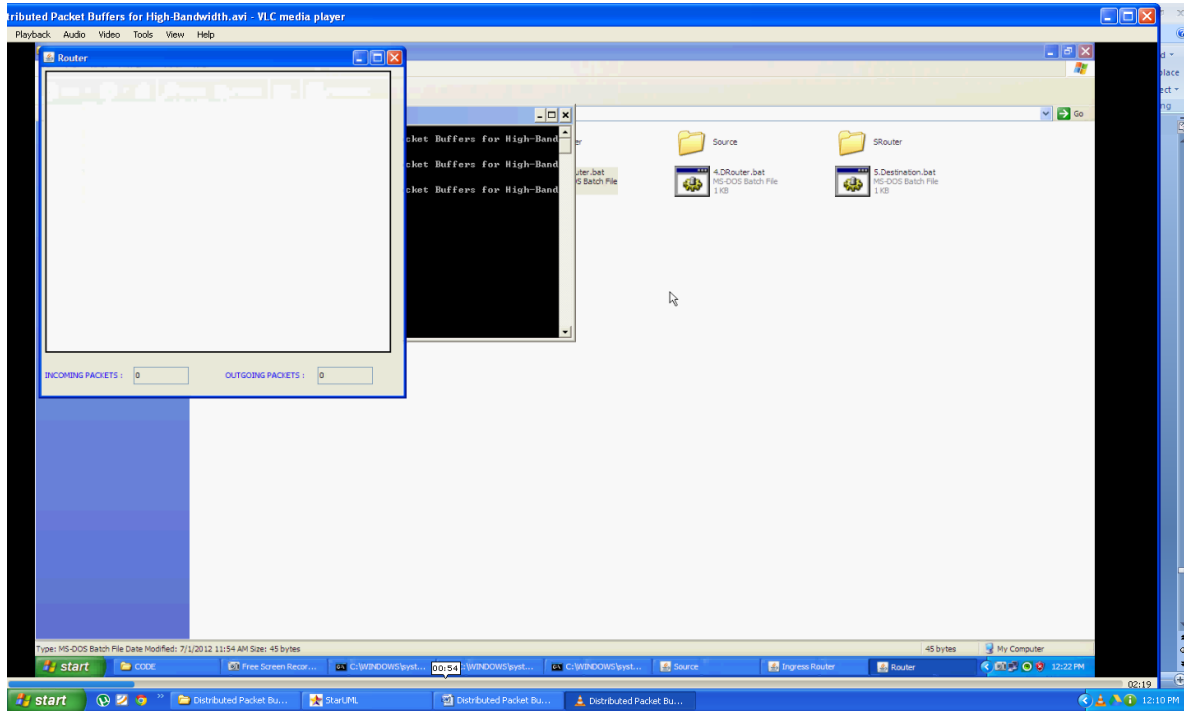 tributed Packet Buffers for High-Bandwidth.avi - VLC media player
Playback Audio Video Tools View Help
Router
Go
cket Buffers for High-Band
cket Buffers for High-Band
cket Buffers for High-Band
er
Source
SRouter
uter.bat
S Batch File
4.DRouter.bat
MS-DOS Batch File
1 KB
5.Destination.bat
MS-DOS Batch File
1 KB
INCOMING PACKETS : 0 OUTGOING PACKETS : 0
d
place
ect
ng
Type: MS-DOS Batch File Date Modified: 7/1/2012 11:54 AM Size: 45 bytes
45 bytes My Computer
start CODE Free Screen Recor... C:\WINDOWS\syst... :\WINDOWS\syst... C:\WINDOWS\syst... Source Ingress Router Router 12:22 PM
00:54
02:19
start Distributed Packet Bu... StarUML Distributed Packet Bu... Distributed Packet Bu... 12:10 PM